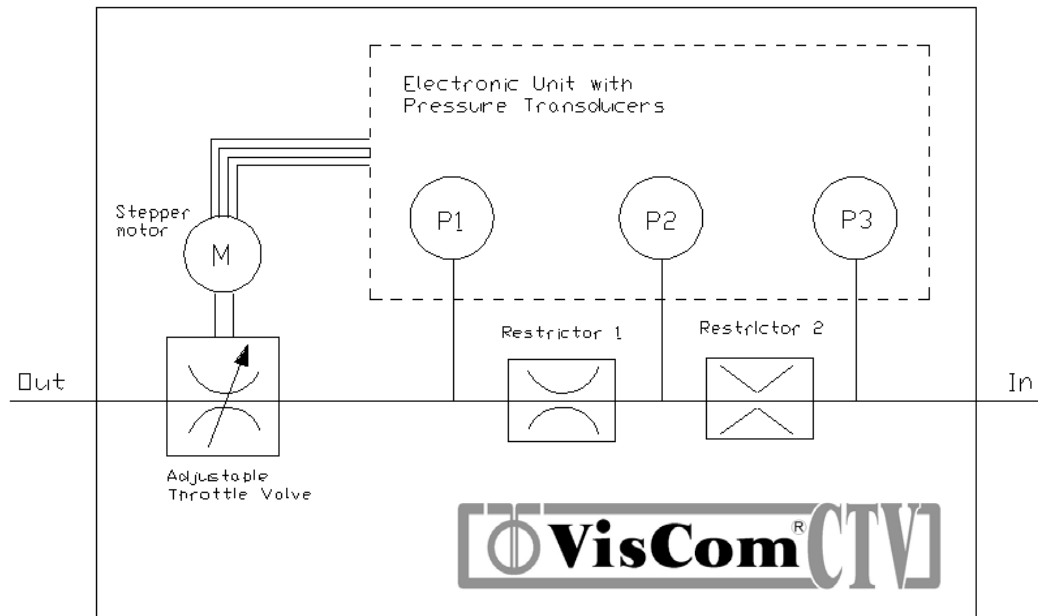 Electronic Unit with
Pressure Transducers
Stepper
motor
M
P1
P2
P3
Restrictor 1
Restrictor 2
Out
In
Adjustable
Throttle Valve
VisCom® CTV